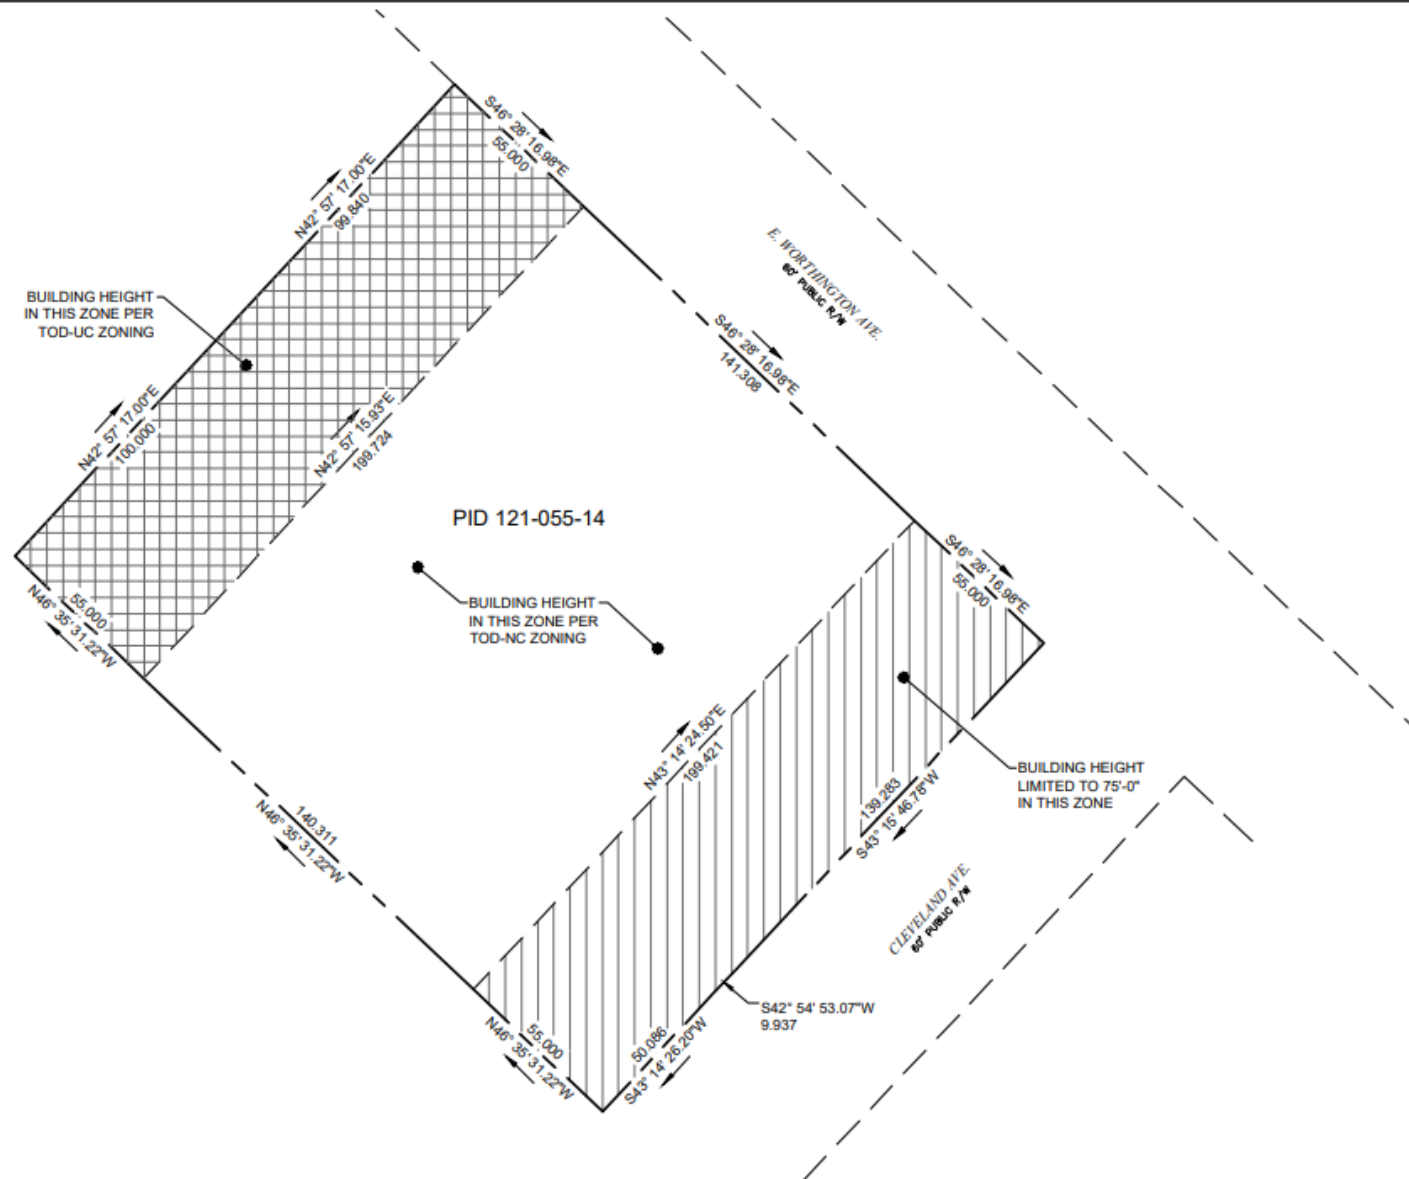 S46° 28' 16.98"E
55.000
N42° 57' 17.00"E
99.840
E. WORTHINGTON AVE.
60' PUBLIC R/W
BUILDING HEIGHT
IN THIS ZONE PER
TOD-UC ZONING
S46° 28' 16.98"E
141.308
N42° 57' 17.00"E
100.000
N42° 57' 15.93"E
199.724
PID 121-055-14
S46° 28' 16.98"E
55.000
55.000
N46° 35' 31.22"W
BUILDING HEIGHT
IN THIS ZONE PER
TOD-NC ZONING
N43° 14' 24.50"E
199.421
BUILDING HEIGHT
LIMITED TO 75'-0"
IN THIS ZONE
139.283
S43° 15' 46.78"W
140.311
N46° 35' 31.22"W
CLEVELAND AVE.
60' PUBLIC R/W
S42° 54' 53.07"W
9.937
55.000
N46° 35' 31.22"W
50.086
S43° 14' 26.20"W